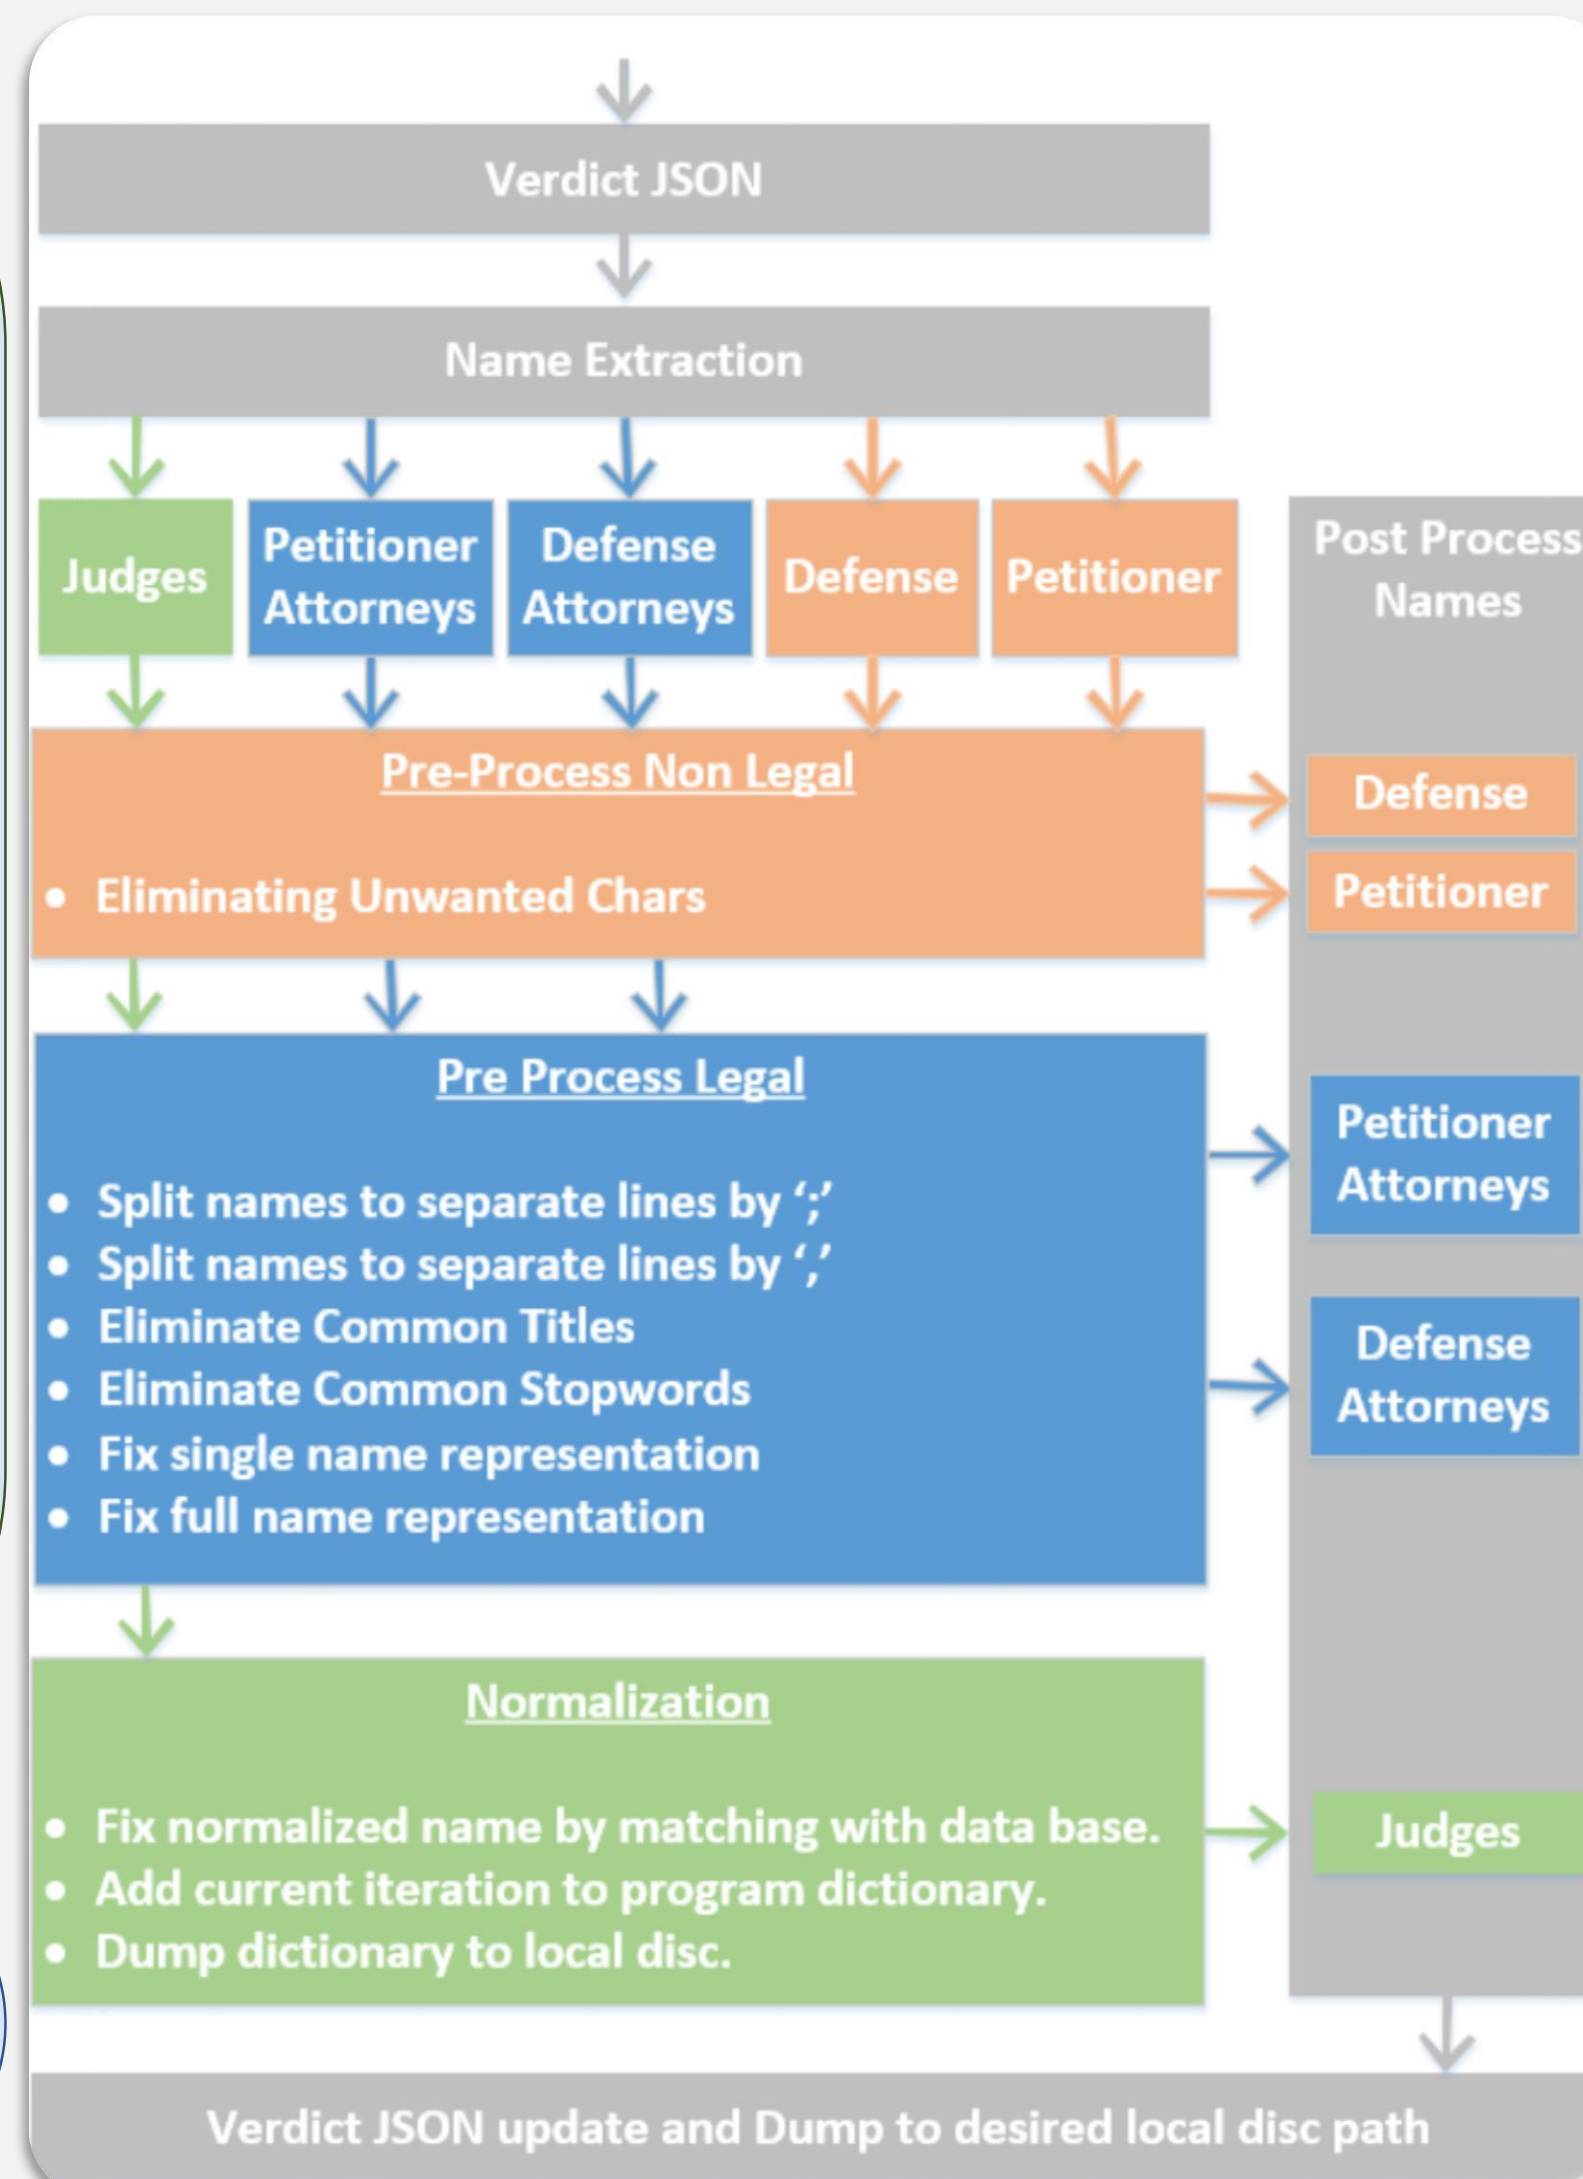 Verdict JSON
Name Extraction
Judges
Petitioner
Attorneys
Defense
Attorneys
Defense
Petitioner
Post Process
Names
Pre-Process Non Legal
• Eliminating Unwanted Chars
Defense
Petitioner
Pre Process Legal
• Split names to separate lines by ‘;’
• Split names to separate lines by ‘,’
• Eliminate Common Titles
• Eliminate Common Stopwords
• Fix single name representation
• Fix full name representation
Petitioner
Attorneys
Defense
Attorneys
Normalization
• Fix normalized name by matching with data base.
• Add current iteration to program dictionary.
• Dump dictionary to local disc.
Judges
Verdict JSON update and Dump to desired local disc path